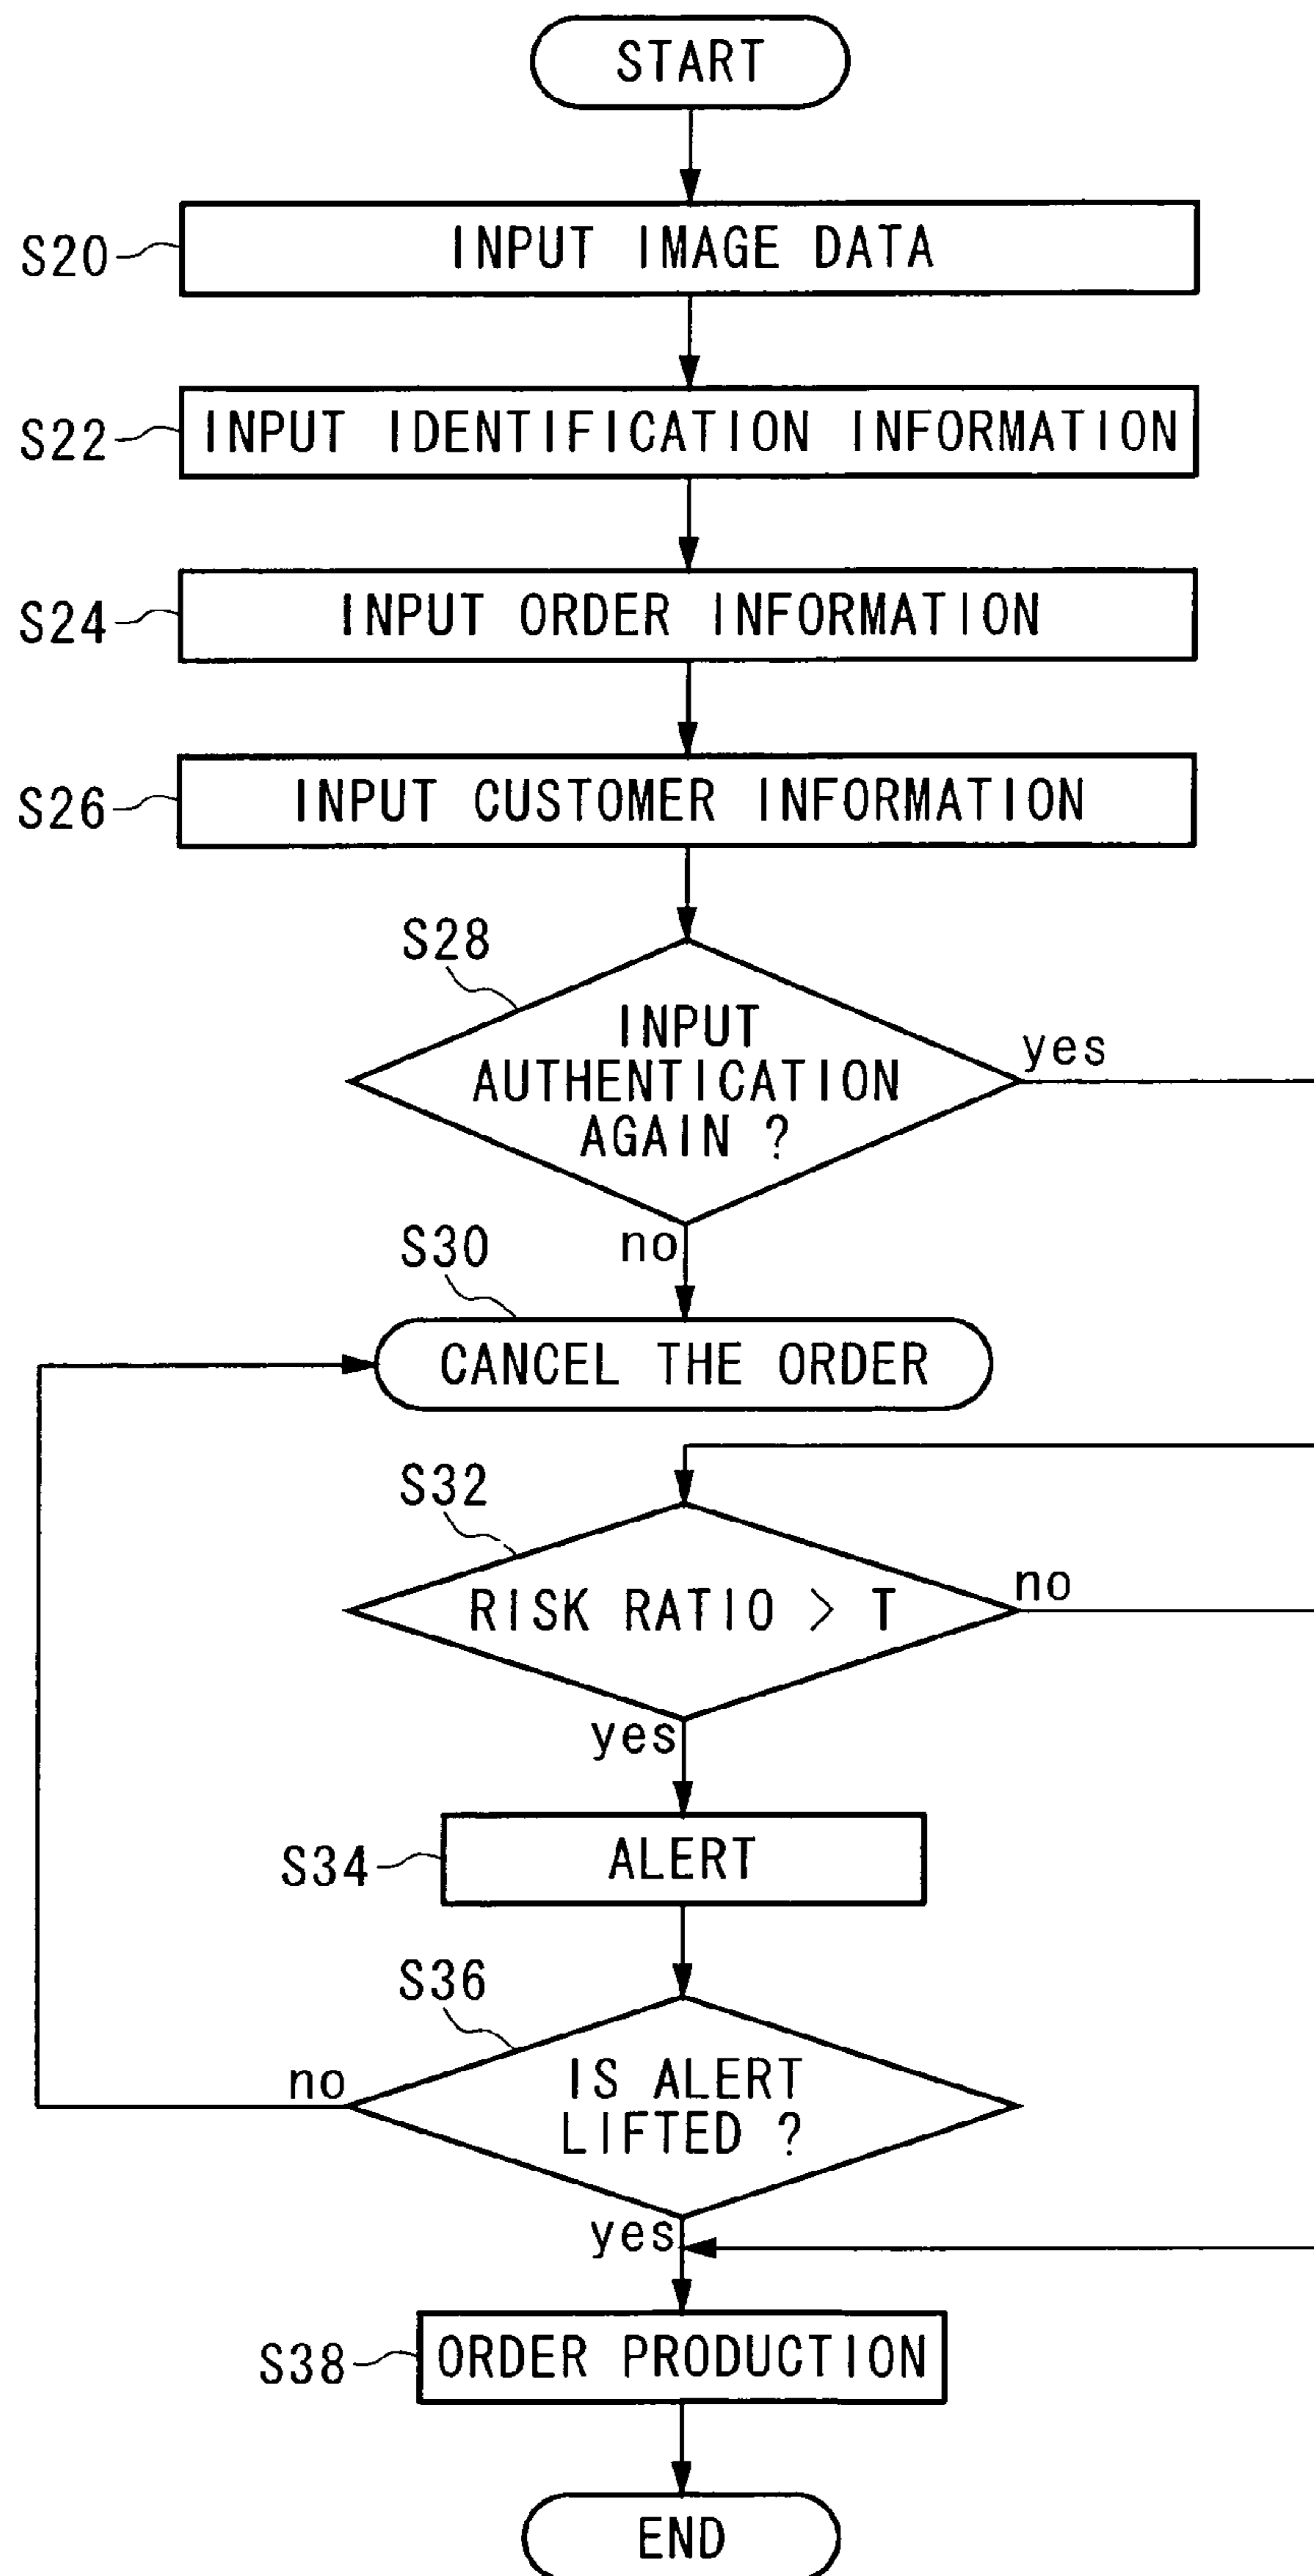 START
S20
INPUT IMAGE DATA
S22
INPUT IDENTIFICATION INFORMATION
S24
INPUT ORDER INFORMATION
S26
INPUT CUSTOMER INFORMATION
S28
INPUT
AUTHENTICATION
AGAIN ?
yes
no
S30
CANCEL THE ORDER
S32
RISK RATIO > T
no
yes
S34
ALERT
S36
IS ALERT
LIFTED ?
no
yes
S38
ORDER PRODUCTION
END